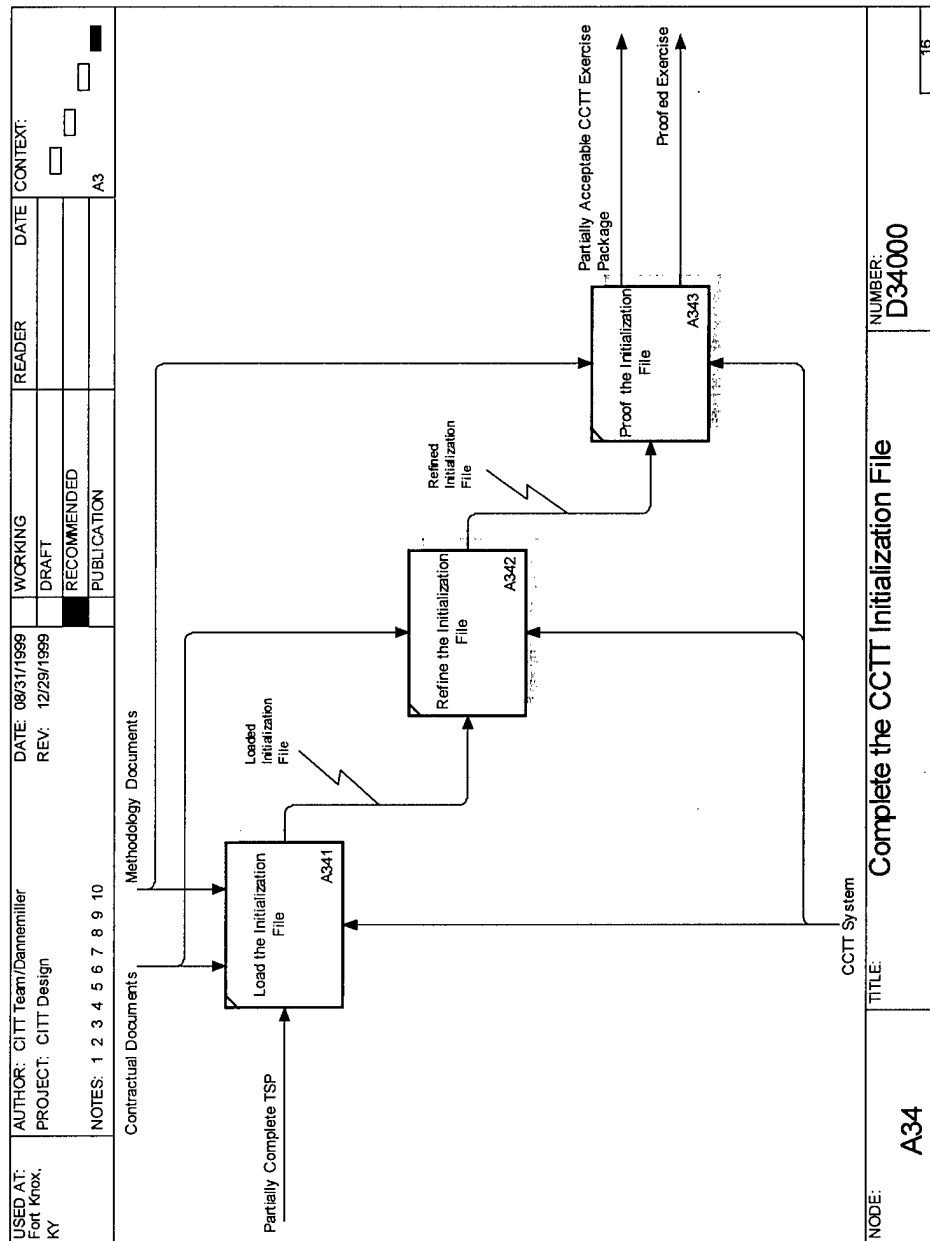 USED AT:
Fort Knox,
KY
AUTHOR: CITT Team/Dannemiller
PROJECT: CITT Design
NOTES: 1 2 3 4 5 6 7 8 9 10
DATE: 08/31/1999
REV: 12/29/1999
WORKING
DRAFT
RECOMMENDED
PUBLICATION
READER
DATE
CONTEXT:
A3
Contractual Documents
Methodology Documents
Partially Complete TSP
Load the Initialization
File
A341
Loaded
Initialization
File
Refine the Initialization
File
A342
Refined
Initialization
File
Proof the Initialization
File
A343
Partially Acceptable CCTT Exercise
Package
Proofed Exercise
CCTT System
NODE:
A34
TITLE:
Complete the CCTT Initialization File
NUMBER:
D34000
16